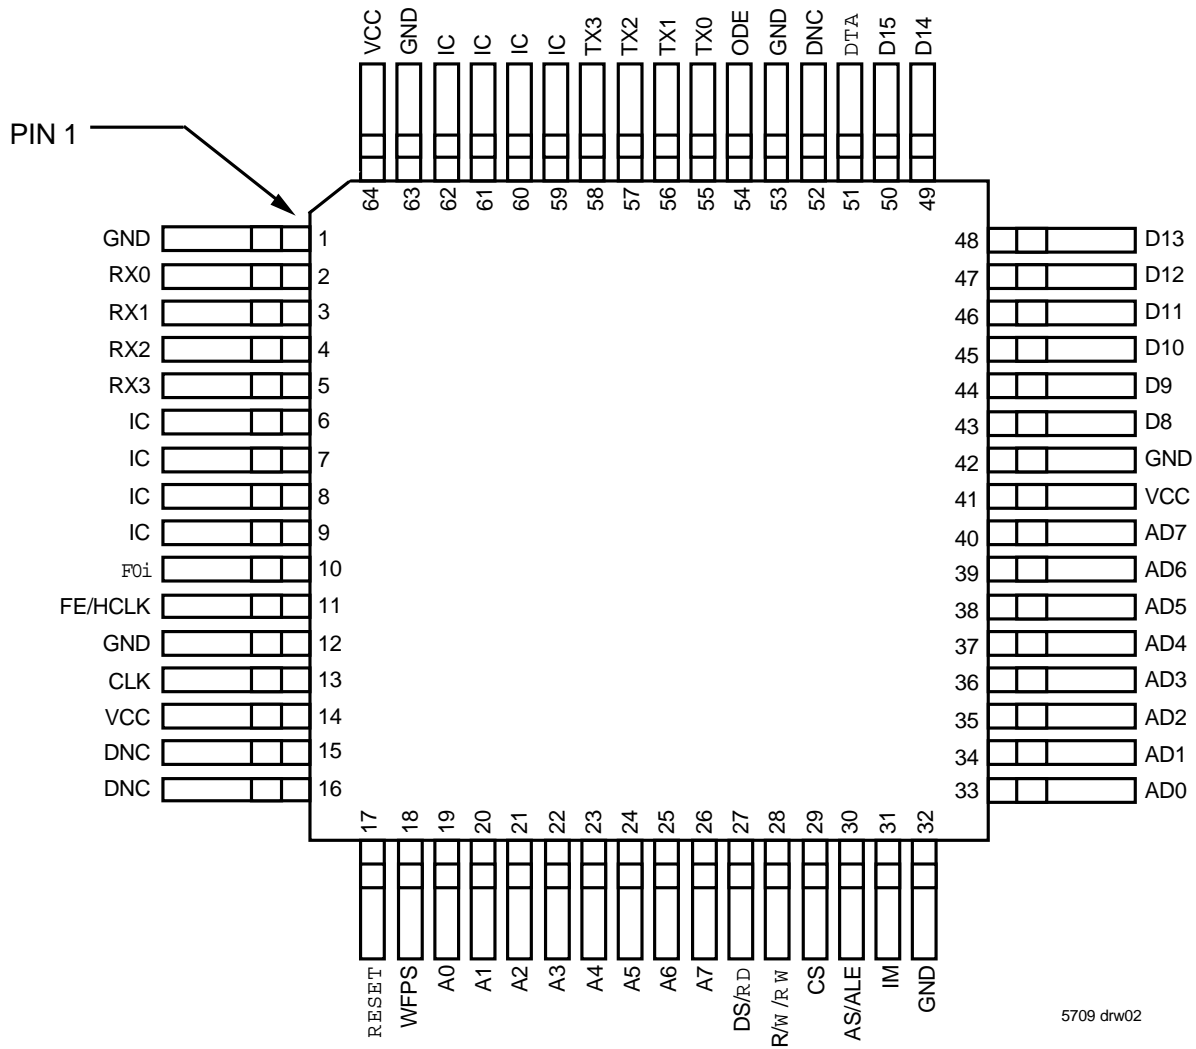 VCC GND IC IC IC IC TX3 TX2 TX1 TX0 ODE GND DNC DTA D15 D14
PIN 1
64 63 62 61 60 59 58 57 56 55 54 53 52 51 50 49
GND 1
RX0 2
RX1 3
RX2 4
RX3 5
IC 6
IC 7
IC 8
IC 9
F0i 10
FE/HCLK 11
GND 12
CLK 13
VCC 14
DNC 15
DNC 16
48 D13
47 D12
46 D11
45 D10
44 D9
43 D8
42 GND
41 VCC
40 AD7
39 AD6
38 AD5
37 AD4
36 AD3
35 AD2
34 AD1
33 AD0
17 18 19 20 21 22 23 24 25 26 27 28 29 30 31 32
RESET WFPS A0 A1 A2 A3 A4 A5 A6 A7 DS/RD R/W/RW CS AS/ALE IM GND
5709 drw02